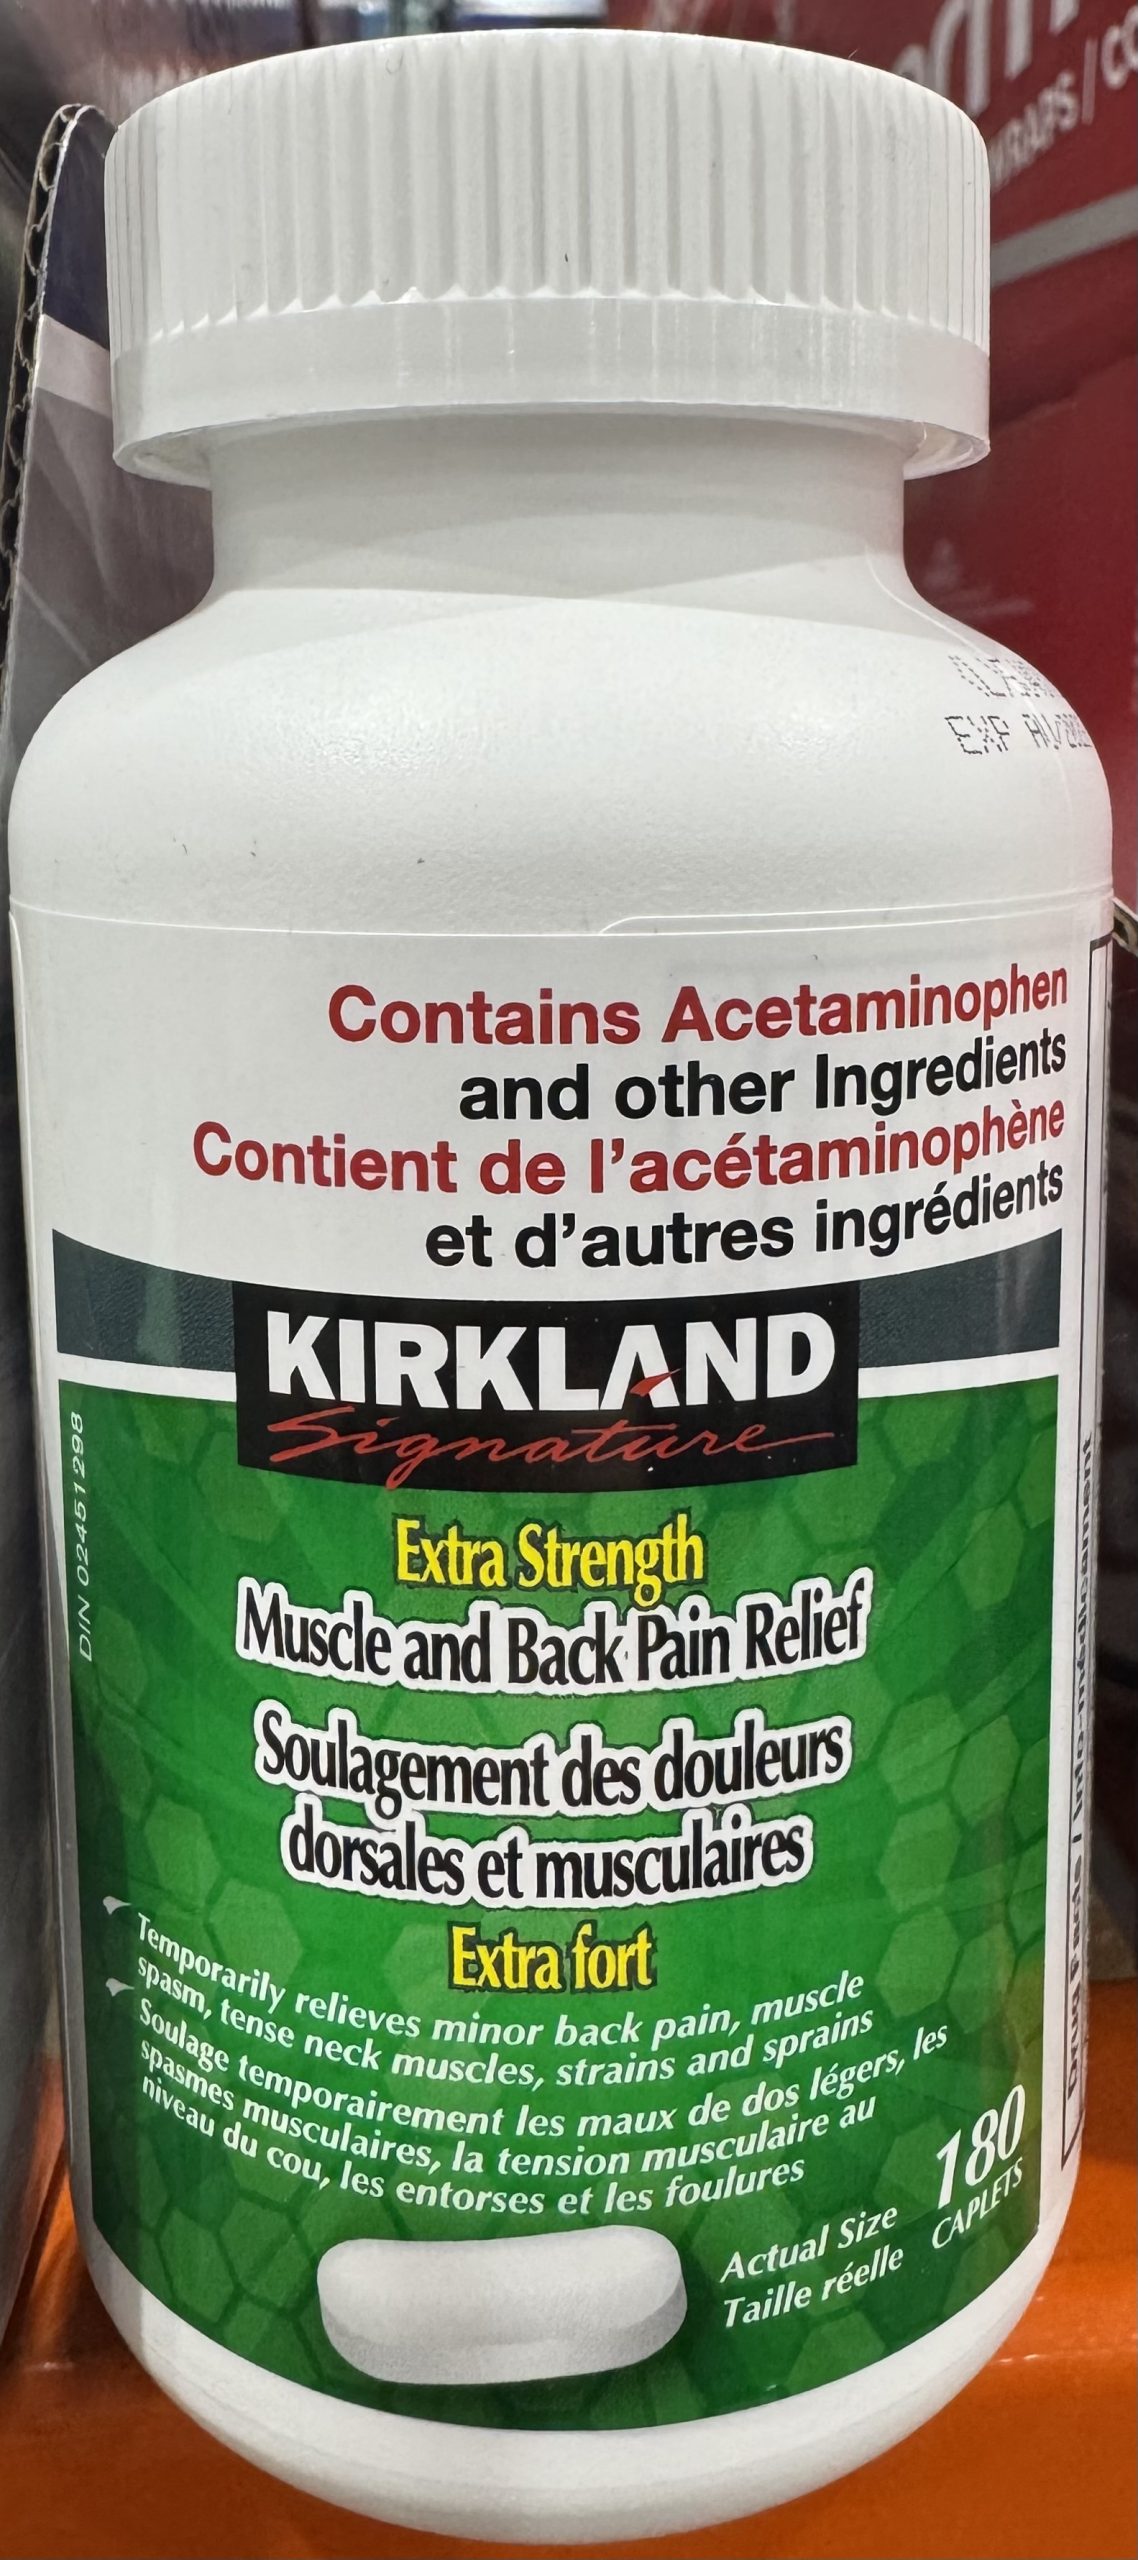 EXP
Contains Acetaminophen
and other Ingredients
Contient de l'acétaminophène
et d'autres ingrédients
KIRKLAND
Signature
DIN 02451298
Extra Strength
Muscle and Back Pain Relief
Soulagement des douleurs
dorsales et musculaires
Extra fort
Temporarily relieves minor back pain, muscle
spasm, tense neck muscles, strains and sprains
Soulage temporairement les maux de dos légers, les
spasmes musculaires, la tension musculaire au
niveau du cou, les entorses et les foulures
180
CAPLETS
Actual Size
Taille réelle
WRAPS /